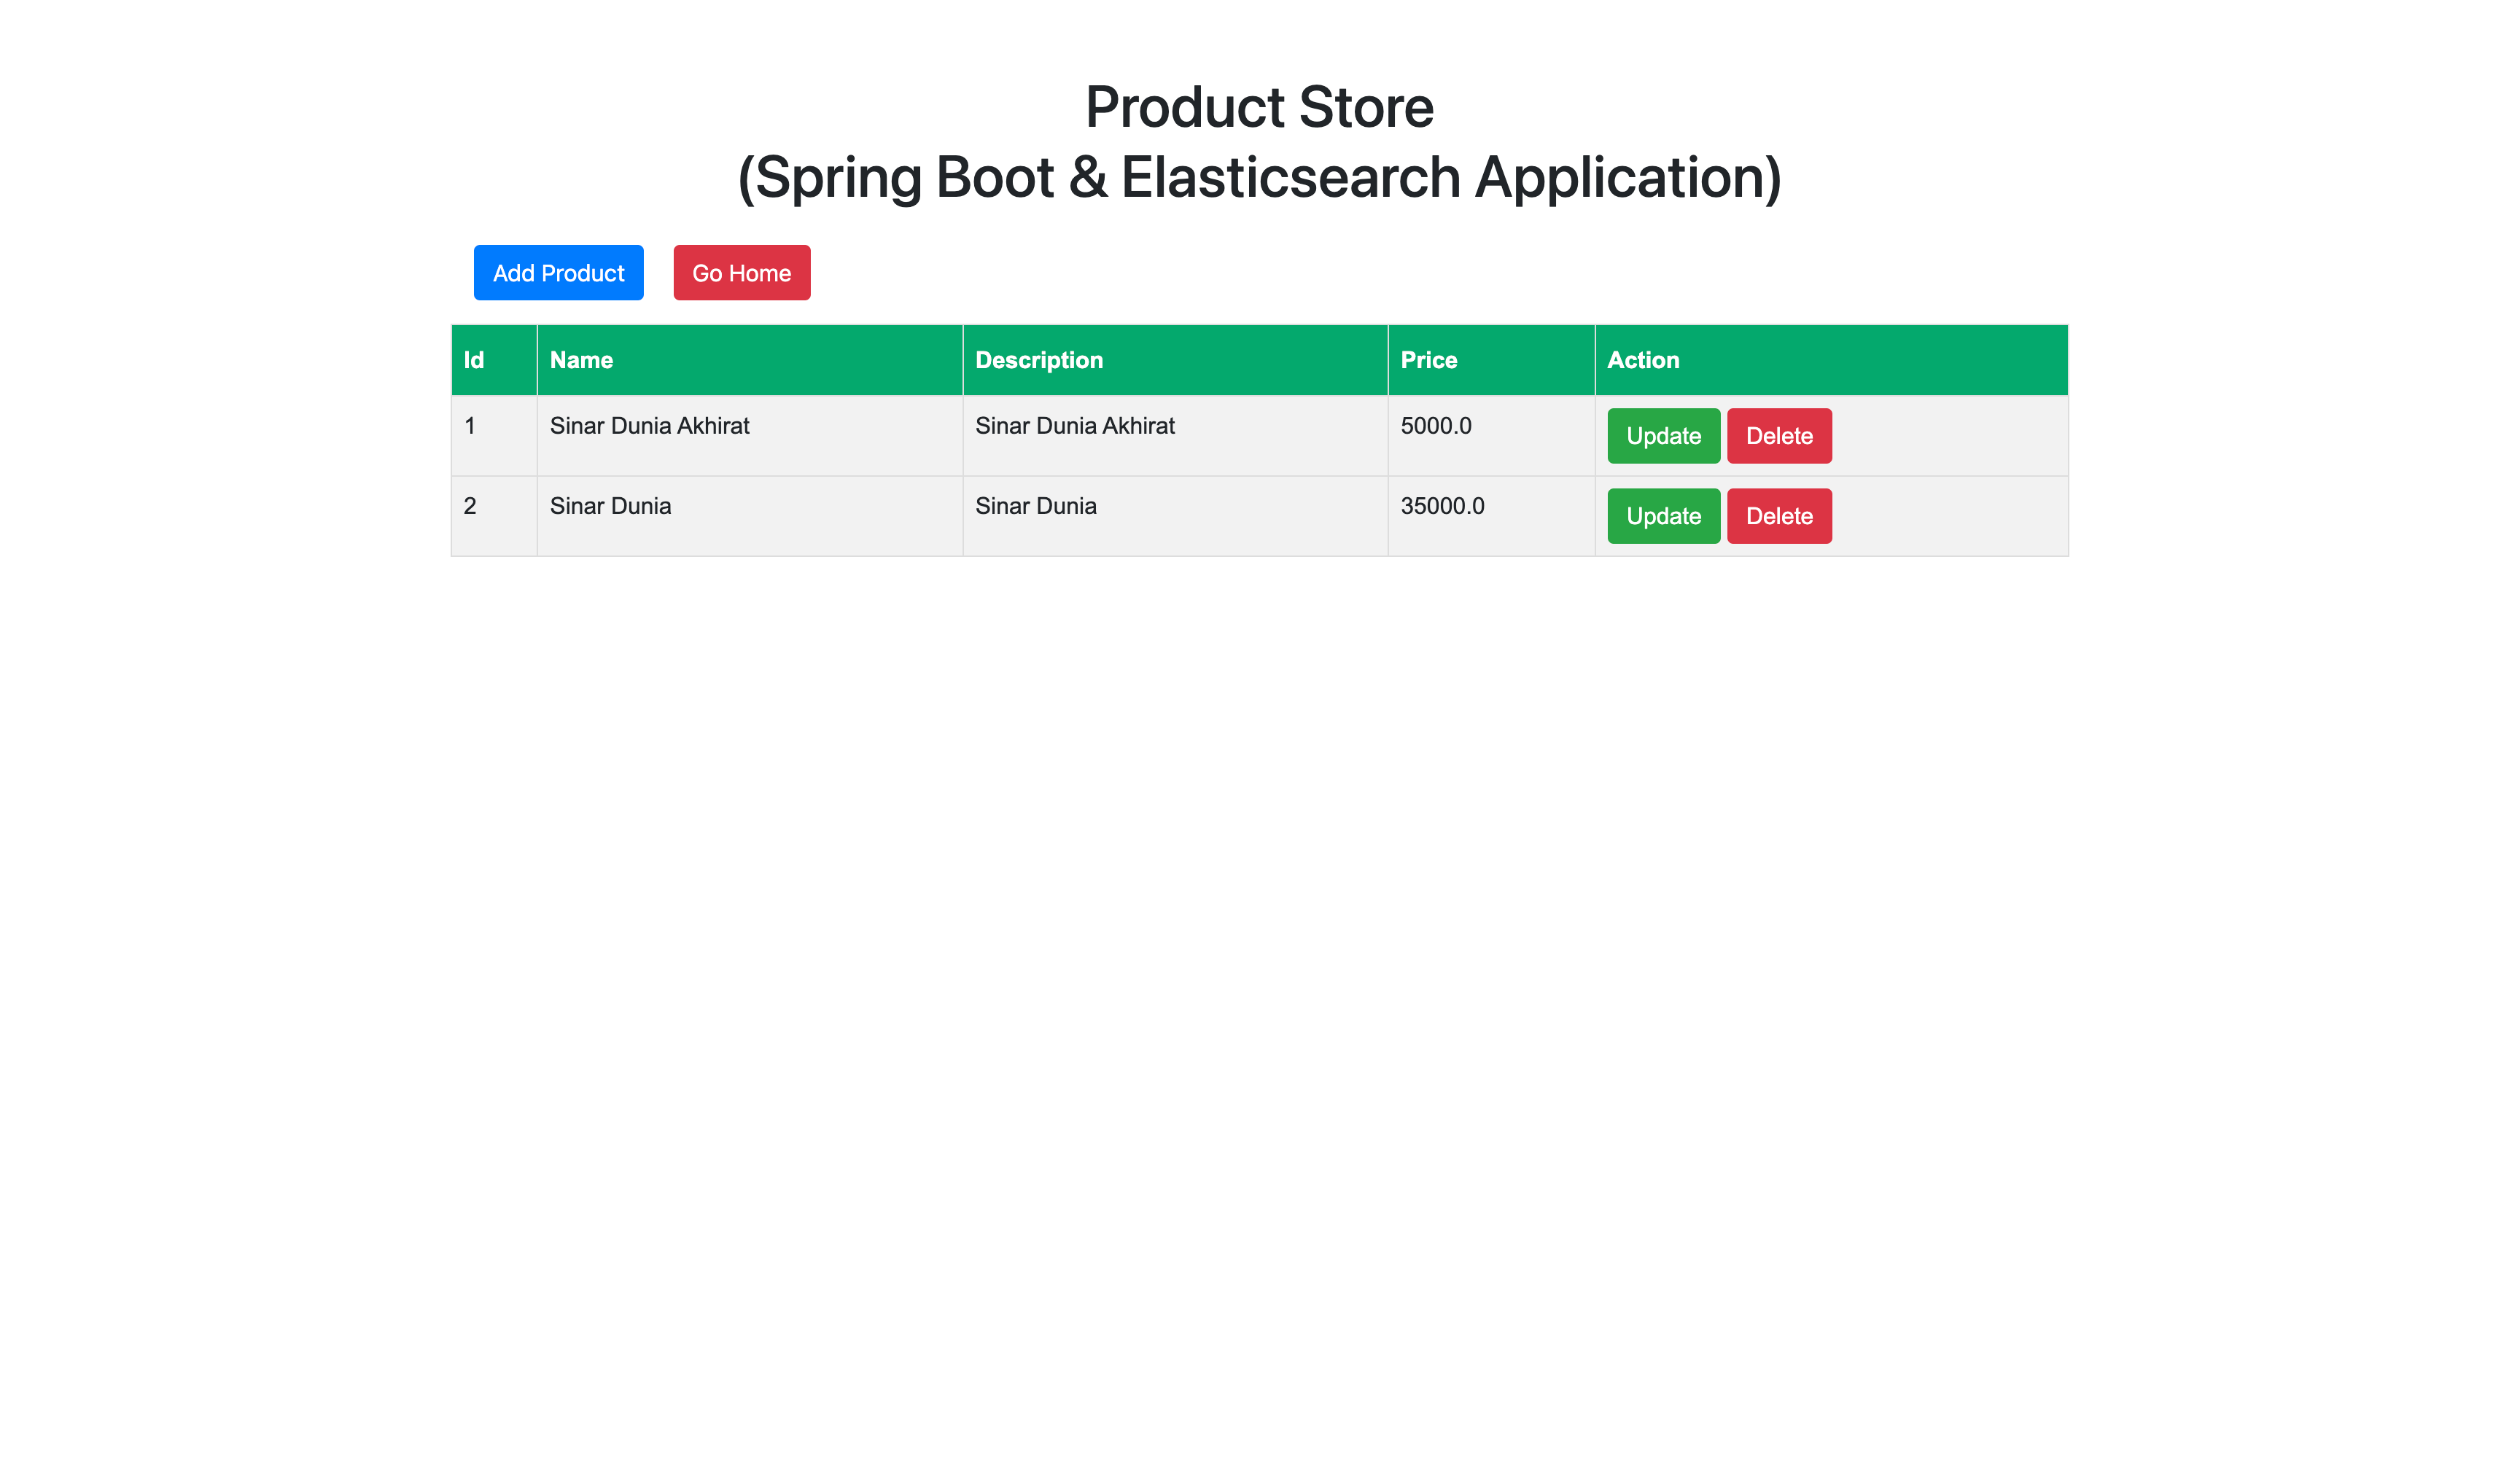 Product Store
(Spring Boot & Elasticsearch Application)
Add Product Go Home
Id Name Description Price Action
1 Sinar Dunia Akhirat Sinar Dunia Akhirat 5000.0 Update Delete
2 Sinar Dunia Sinar Dunia 35000.0 Update Delete